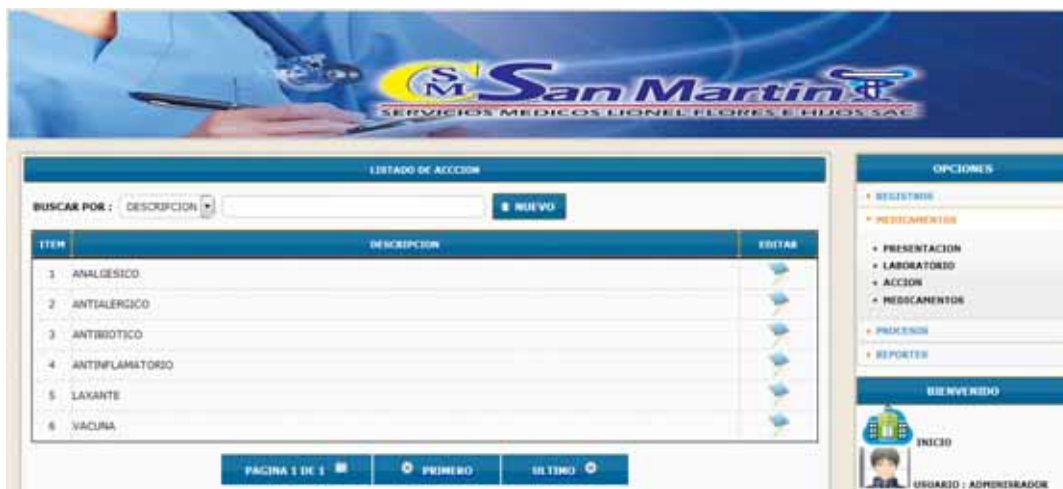 CSM San Martin
SERVICIOS MEDICOS LIONEL FLORES E HIJOS SAC
LISTADO DE ACCCION
BUSCAR POR : DESCRIPCION NUEVO
ITEM DESCRIPCION EDITAR
1 ANALGESICO
2 ANTIALERGICO
3 ANTIBIOTICO
4 ANTINFLAMATORIO
5 LAXANTE
6 VACUNA
PAGINA 1 DE 1 PRIMERO ULTIMO
OPCIONES
REGISTROS
MEDICAMENTOS
PRESENTACION
LABORATORIO
ACCION
MEDICAMENTOS
PROCESOS
REPORTES
BIENVENIDO
INICIO
USUARIO : ADMINISRADOR